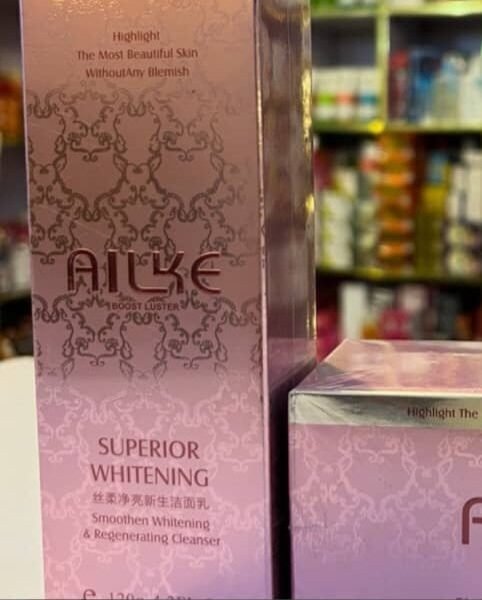 Highlight
The Most Beautiful Skin
WithoutAny Blemish
AILKE
BOOST LUSTER
SUPERIOR
WHITENING
丝柔净亮新生洁面乳
Smoothen Whitening
& Regenerating Cleanser
Highlight The